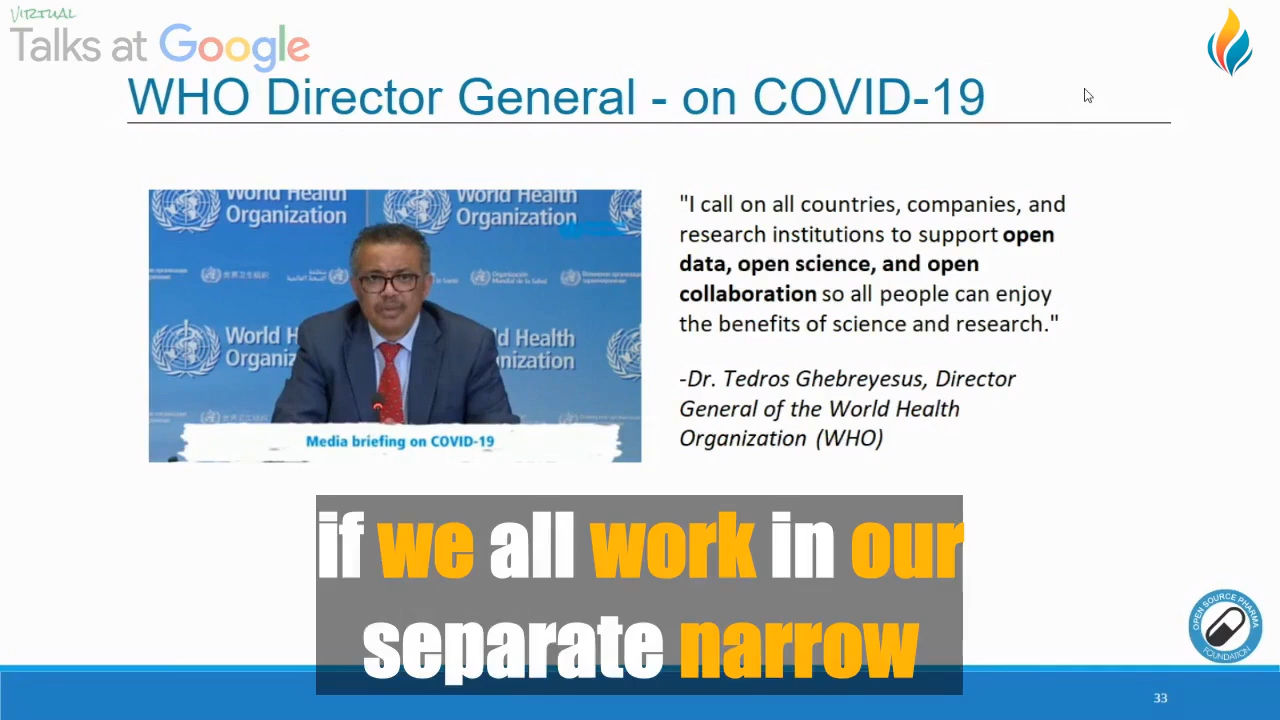 Virtual
Talks at Google
WHO Director General - on COVID-19
World Health
Organization
World Health
Organization
"I call on all countries, companies, and
research institutions to support open
data, open science, and open
collaboration so all people can enjoy
the benefits of science and research."
World H
Organiz
d Health
nization
Media briefing on COVID-19
-Dr. Tedros Ghebreyesus, Director
General of the World Health
Organization (WHO)
if we all work in our
separate narrow
OPEN SOURCE PHARMA
FOUNDATION
33